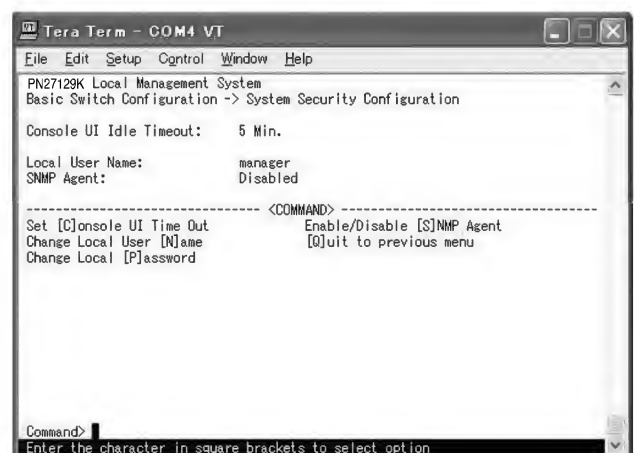 Tera Term - COM4 VT
File Edit Setup Control Window Help
PN27129K Local Management System
Basic Switch Configuration -> System Security Configuration
Console UI Idle Timeout: 5 Min.
Local User Name: manager
SNMP Agent: Disabled
------------------------------ <COMMAND> ---------------------------------
Set [C]onsole UI Time Out Enable/Disable [S]NMP Agent
Change Local User [N]ame [Q]uit to previous menu
Change Local [P]assword
Command>
Enter the character in square brackets to select option